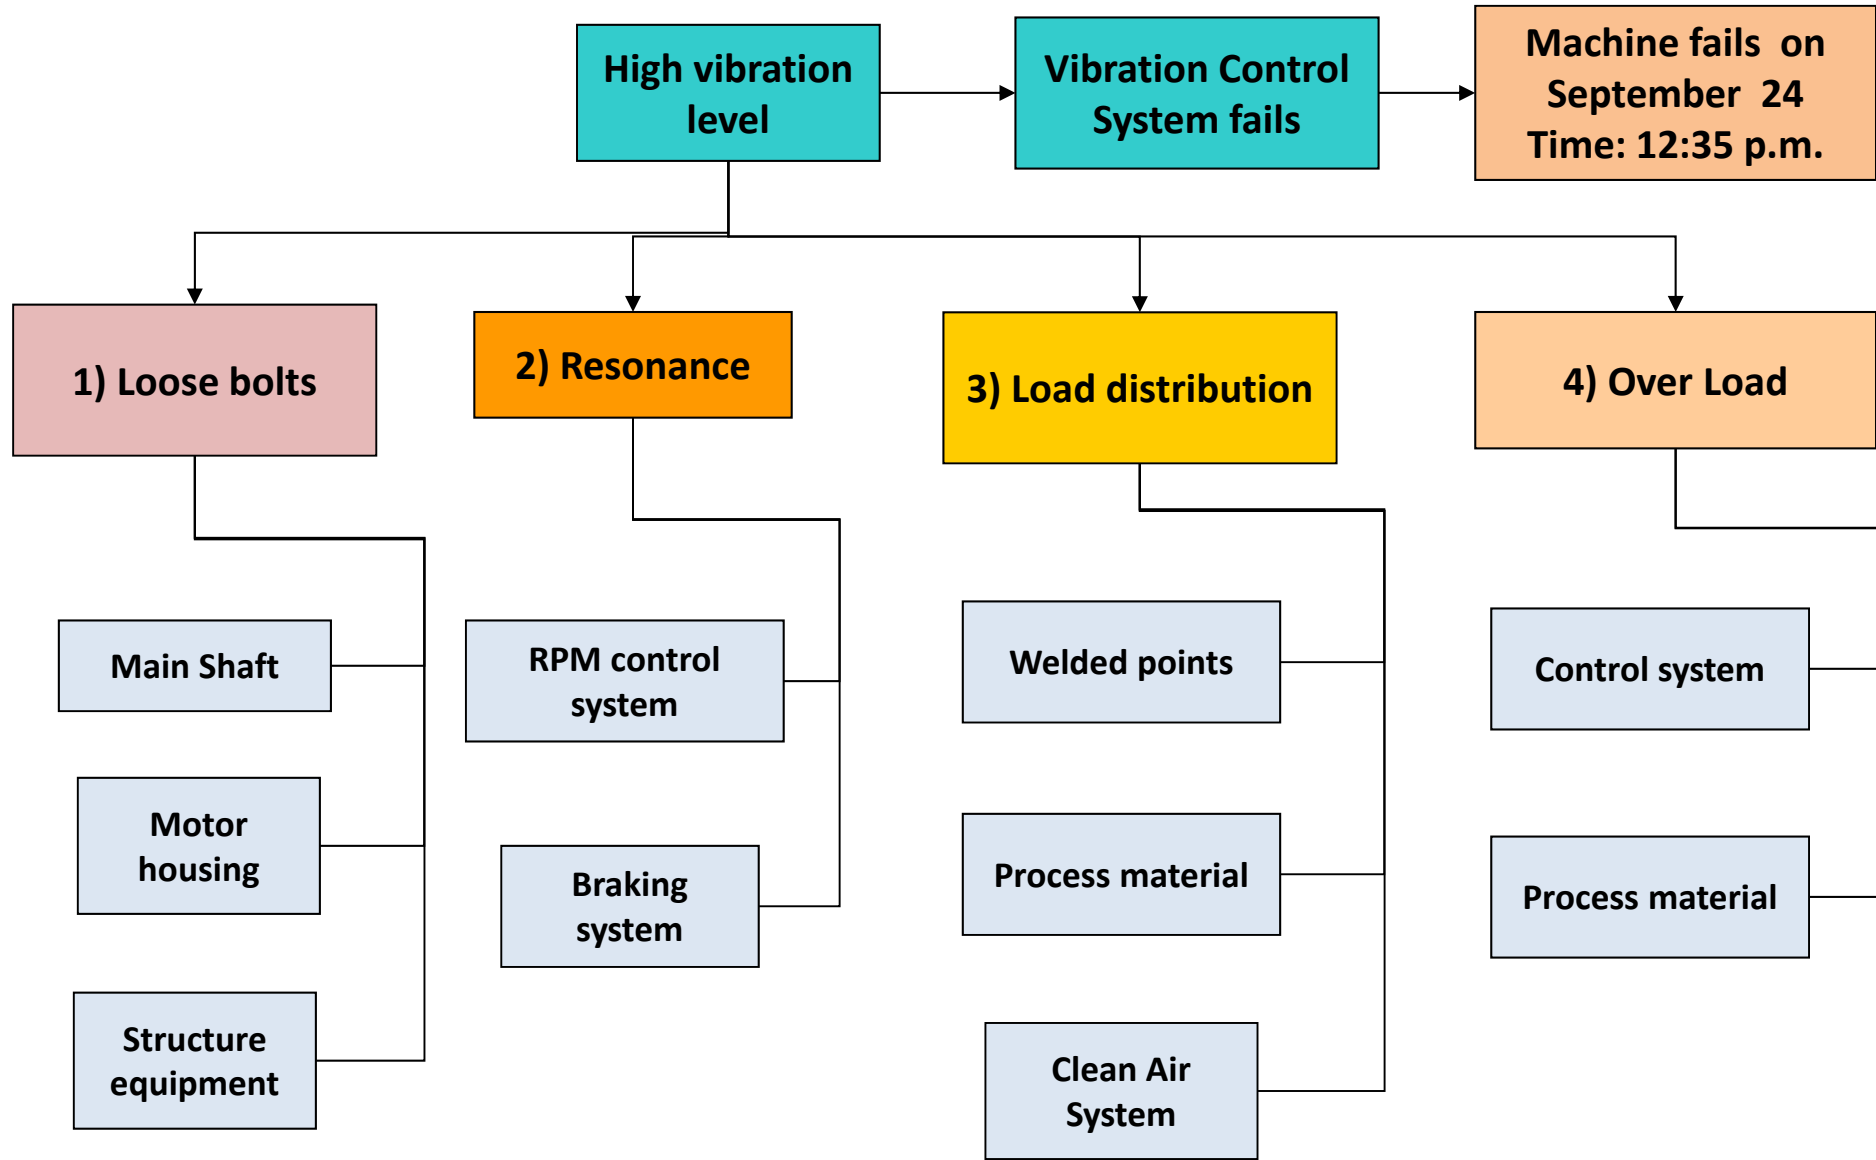 High vibration
level
Vibration Control
System fails
Machine fails on
September 24
Time: 12:35 p.m.
1) Loose bolts
2) Resonance
3) Load distribution
4) Over Load
Main Shaft
Motor
housing
Structure
equipment
RPM control
system
Braking
system
Welded points
Process material
Clean Air
System
Control system
Process material